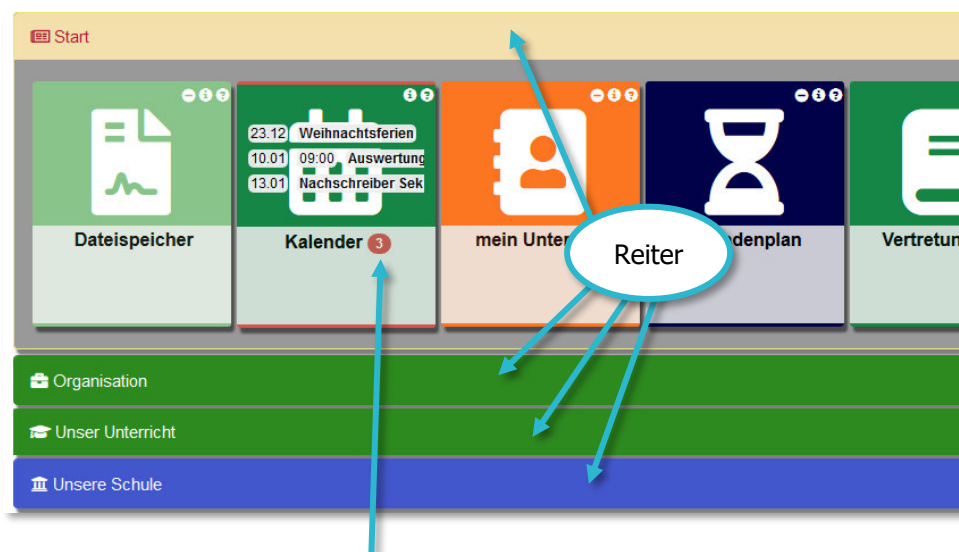 Start
23.12 Weihnachtsferien
10.01 09:00 Auswertung
13.01 Nachschreiber Sek
Dateispeicher
Kalender 3
mein Unter
denplan
Vertretun
Reiter
Organisation
Unser Unterricht
Unsere Schule